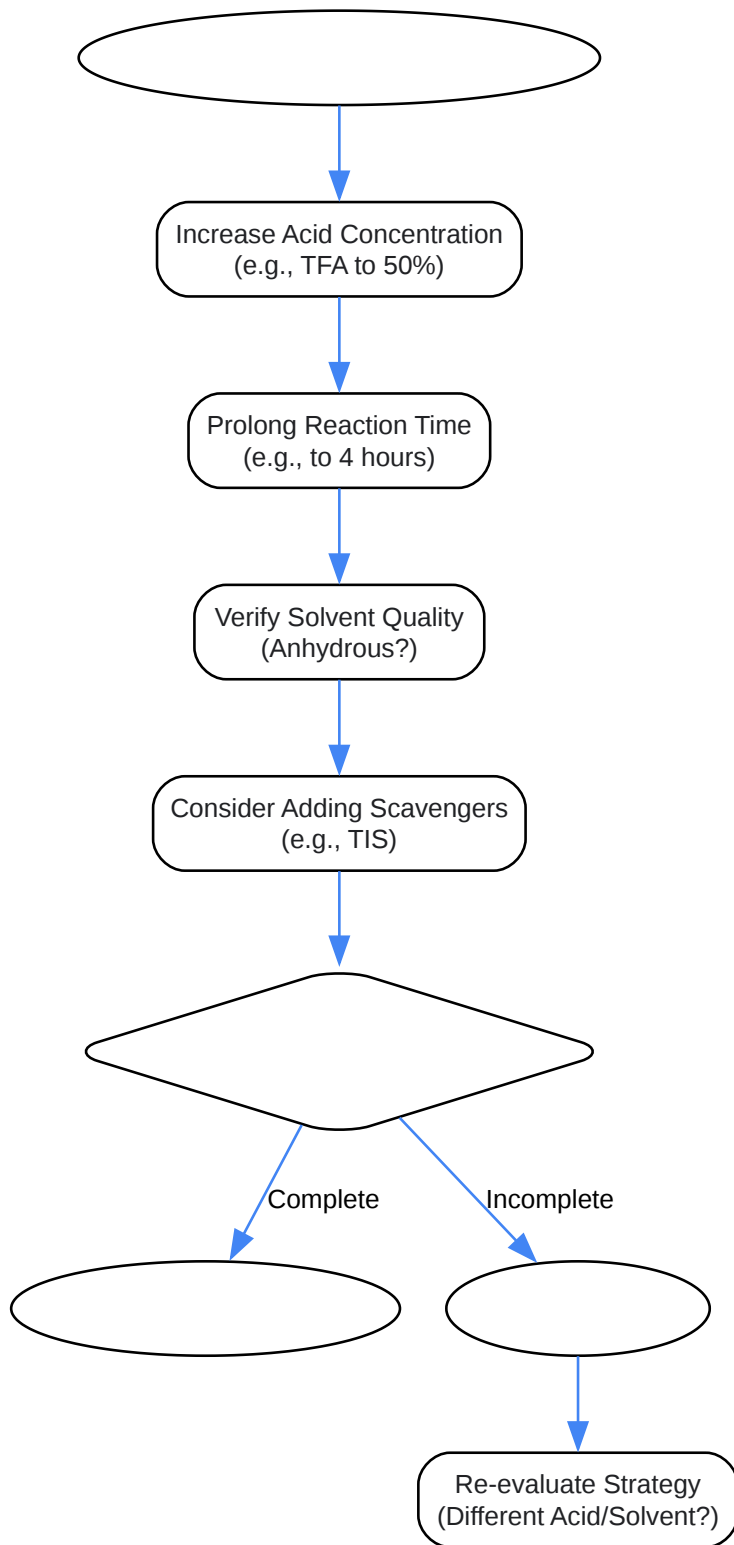 Increase Acid Concentration
(e.g., TFA to 50%)
Prolong Reaction Time
(e.g., to 4 hours)
Verify Solvent Quality
(Anhydrous?)
Consider Adding Scavengers
(e.g., TIS)
Complete
Incomplete
Re-evaluate Strategy
(Different Acid/Solvent?)